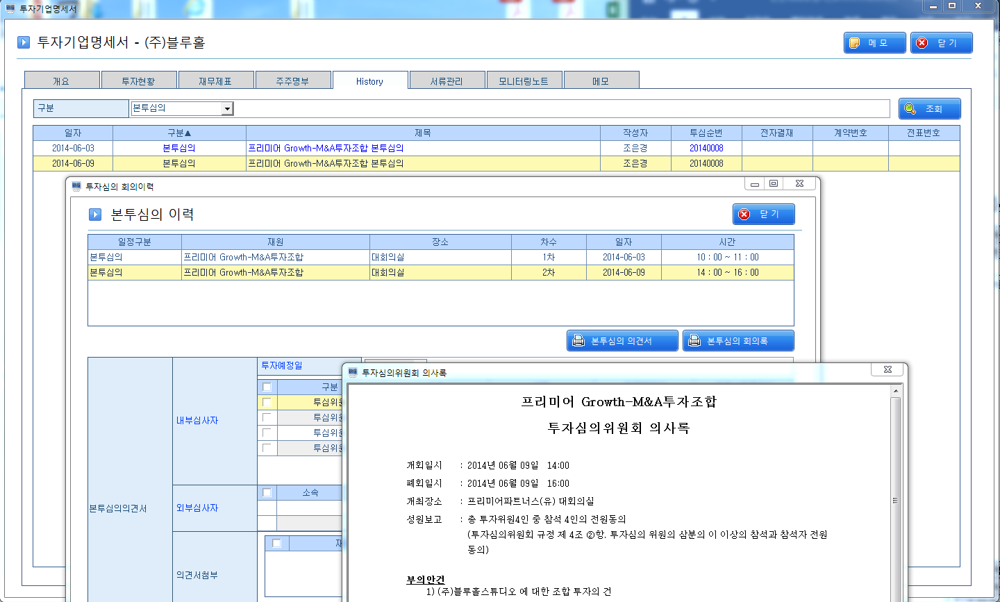 투자기업명세서
투자기업명세서 - (주)블루홀
메 모
닫 기
개요
투자현황
재무제표
주주명부
History
서류관리
모니터링노트
메모
구분
본투심의
조회
일자 구분▲ 제목 작성자 투심순번 전자결재 계약번호 전표번호
2014-06-03 본투심의 프리미어 Growth-M&A투자조합 본투심의 조은경 20140008
2014-06-09 본투심의 프리미어 Growth-M&A투자조합 본투심의 조은경 20140008
투자심의 회의이력
본투심의 이력
닫 기
일정구분 재원 장소 차수 일자 시간
본투심의 프리미어 Growth-M&A투자조합 대회의실 1차 2014-06-03 10 : 00 ~ 11 : 00
본투심의 프리미어 Growth-M&A투자조합 대회의실 2차 2014-06-09 14 : 00 ~ 16 : 00
본투심의 의견서
본투심의 회의록
투자예정일
구분
투심위원
투심위원
투심위원
투심위원
내부심사자
소속
본투심의의견서
외부심사자
의견서첨부
투자심의위원회 의사록
프리미어 Growth-M&A투자조합
투자심의위원회 의사록
개회일시 : 2014년 06월 09일 14:00
폐회일시 : 2014년 06월 09일 16:00
개최장소 : 프리미어파트너스(유) 대회의실
성원보고 : 총 투자위원4인 중 참석 4인의 전원동의
(투자심의위원회 규정 제 4조 ②항. 투자심의 위원의 삼분의 이 이상의 참석과 참석자 전원
동의)
부의안건
1) (주)블루홀스튜디오 에 대한 조합 투자의 건